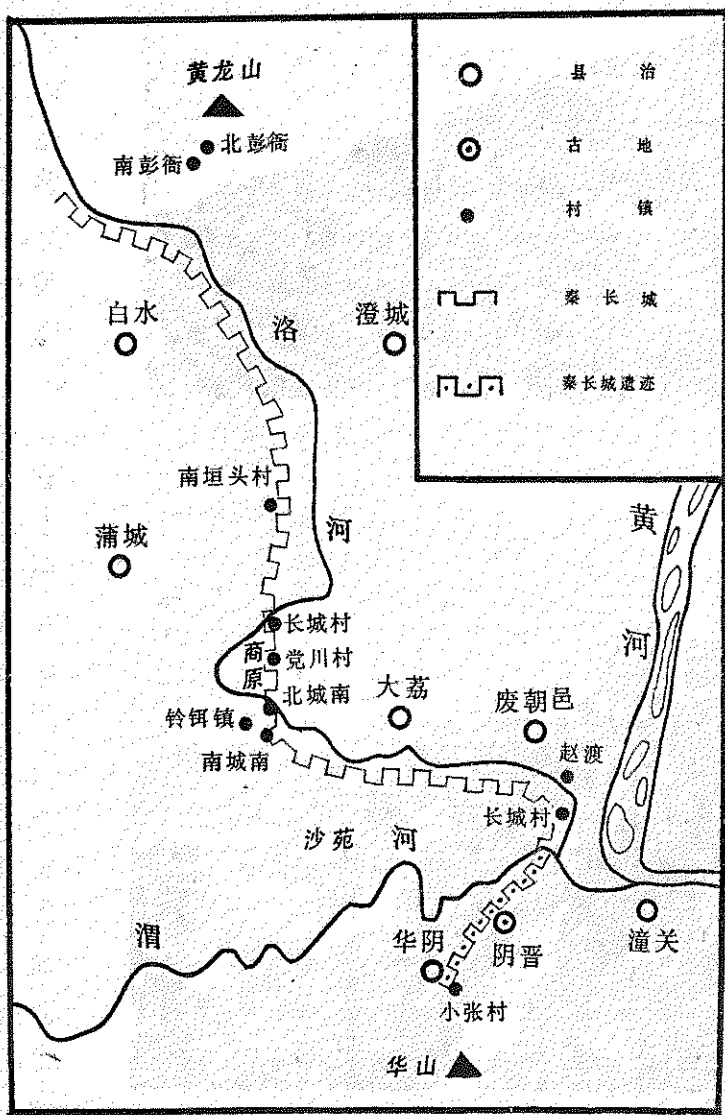 黄龙山
北彭衙
南彭衙
县 治
古 地
村 镇
秦 长 城
秦长城遗迹
白水
洛
澄城
南垣头村
河
黄
蒲城
长城村
河
商原
党川村
北城南
大荔
废朝邑
铃铒镇
南城南
赵渡
长城村
沙苑
河
渭
华阴
阴晋
潼关
小张村
华山